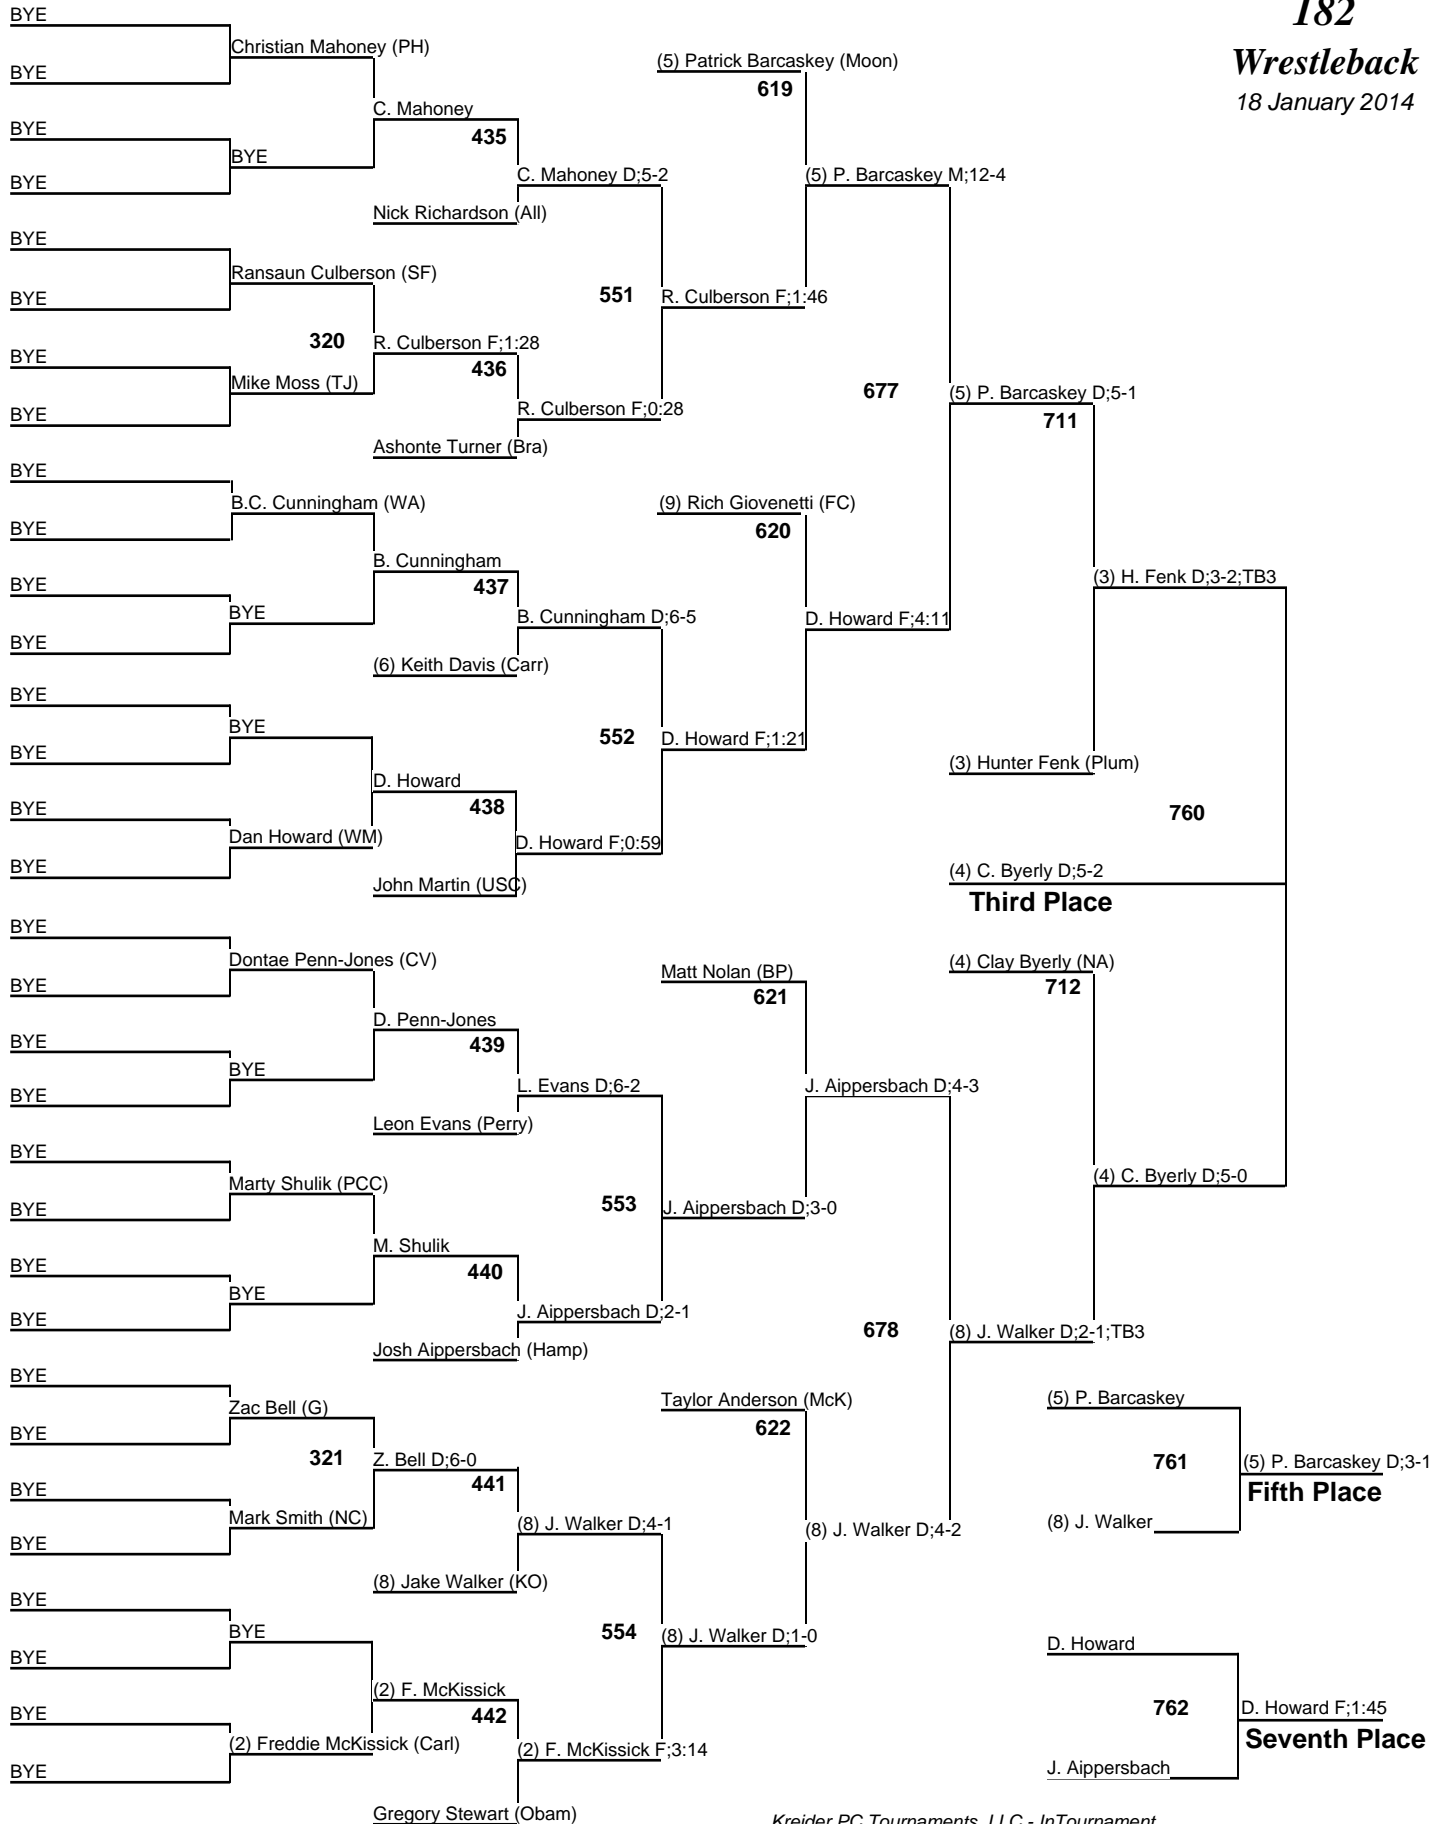 182
Wrestleback
18 January 2014
BYE
Christian Mahoney (PH)
BYE
C. Mahoney
435
BYE
BYE
BYE
C. Mahoney D;5-2
Nick Richardson (All)
(5) Patrick Barcaskey (Moon)
619
(5) P. Barcaskey M;12-4
BYE
Ransaun Culberson (SF)
BYE
551
R. Culberson F;1:46
320
R. Culberson F;1:28
436
BYE
Mike Moss (TJ)
BYE
R. Culberson F;0:28
Ashonte Turner (Bra)
677
(5) P. Barcaskey D;5-1
711
BYE
B.C. Cunningham (WA)
BYE
(9) Rich Giovenetti (FC)
620
B. Cunningham
437
BYE
BYE
BYE
B. Cunningham D;6-5
D. Howard F;4:11
(6) Keith Davis (Carr)
(3) H. Fenk D;3-2;TB3
BYE
BYE
BYE
552
D. Howard F;1:21
D. Howard
438
BYE
Dan Howard (WM)
BYE
D. Howard F;0:59
John Martin (USC)
(3) Hunter Fenk (Plum)
760
(4) C. Byerly D;5-2
Third Place
BYE
Dontae Penn-Jones (CV)
BYE
Matt Nolan (BP)
621
(4) Clay Byerly (NA)
712
D. Penn-Jones
439
BYE
BYE
BYE
L. Evans D;6-2
J. Aippersbach D;4-3
Leon Evans (Perry)
BYE
Marty Shulik (PCC)
BYE
553
J. Aippersbach D;3-0
(4) C. Byerly D;5-0
M. Shulik
440
BYE
BYE
BYE
J. Aippersbach D;2-1
Josh Aippersbach (Hamp)
678
(8) J. Walker D;2-1;TB3
BYE
Zac Bell (G)
BYE
Taylor Anderson (McK)
622
(5) P. Barcaskey
321
Z. Bell D;6-0
441
761
(5) P. Barcaskey D;3-1
Fifth Place
BYE
Mark Smith (NC)
BYE
(8) J. Walker D;4-1
(8) J. Walker D;4-2
(8) J. Walker
(8) Jake Walker (KO)
BYE
BYE
BYE
554
(8) J. Walker D;1-0
D. Howard
(2) F. McKissick
442
762
D. Howard F;1:45
Seventh Place
BYE
(2) Freddie McKissick (Carl)
BYE
(2) F. McKissick F;3:14
J. Aippersbach
Gregory Stewart (Obam)
Kreider PC Tournaments, LLC - InTournament